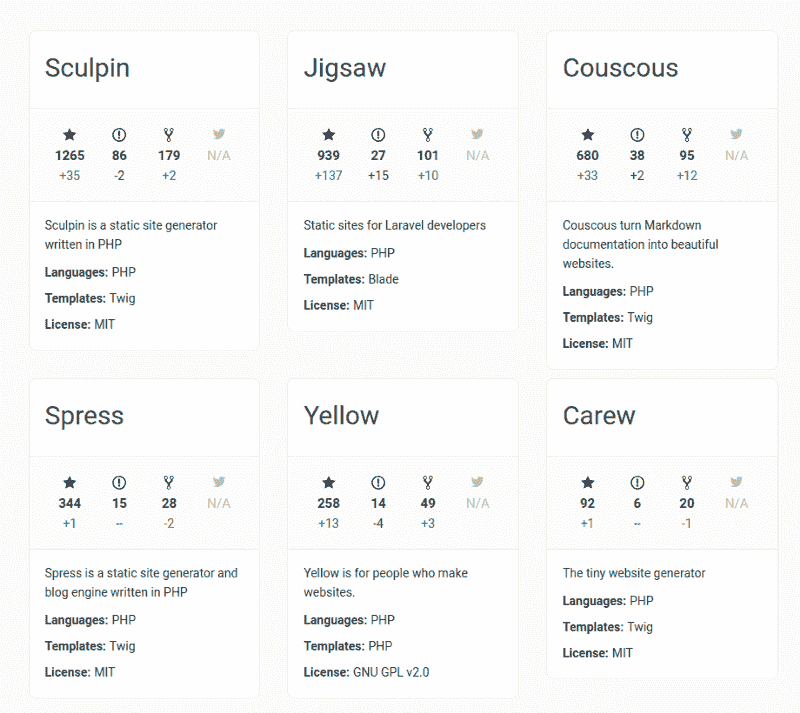 Sculpin
1265 86 179 N/A
+35 -2 +2
Sculpin is a static site generator
written in PHP
Languages: PHP
Templates: Twig
License: MIT
Jigsaw
939 27 101 N/A
+137 +15 +10
Static sites for Laravel developers
Languages: PHP
Templates: Blade
License: MIT
Couscous
680 38 95 N/A
+33 +2 +12
Couscous turn Markdown
documentation into beautiful
websites.
Languages: PHP
Templates: Twig
License: MIT
Spress
344 15 28 N/A
+1 -- -2
Spress is a static site generator and
blog engine written in PHP
Languages: PHP
Templates: Twig
License: MIT
Yellow
258 14 49 N/A
+13 -4 +3
Yellow is for people who make
websites.
Languages: PHP
Templates: PHP
License: GNU GPL v2.0
Carew
92 6 20 N/A
+1 -- -1
The tiny website generator
Languages: PHP
Templates: Twig
License: MIT